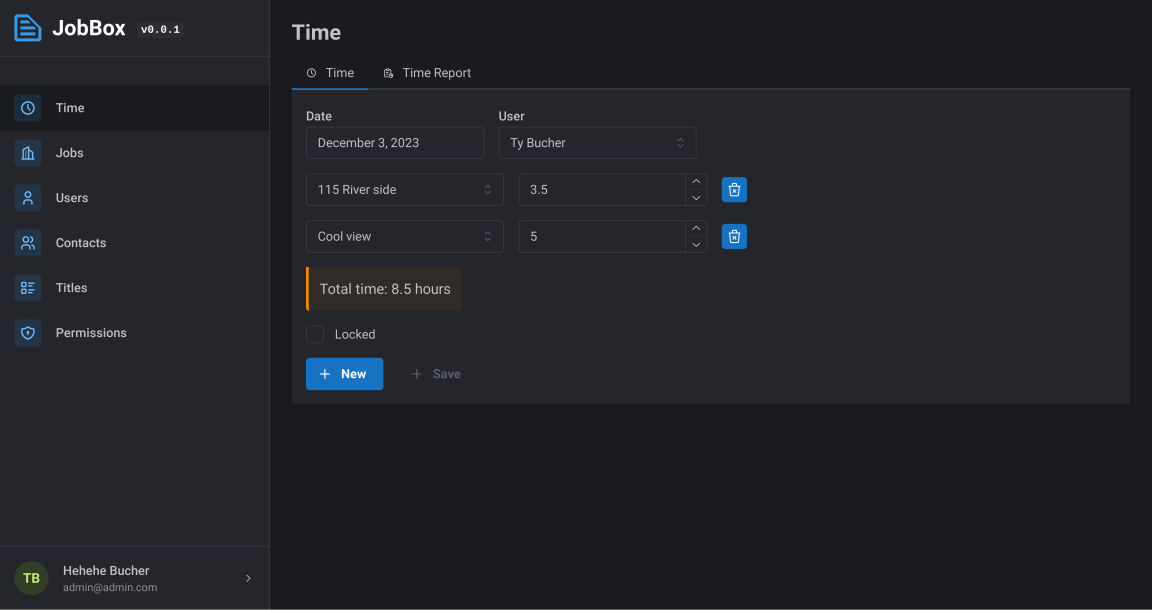 JobBox v0.0.1
Time
Jobs
Users
Contacts
Titles
Permissions
TB
Hehehe Bucher
admin@admin.com
Time
Time
Time Report
Date
User
December 3, 2023
Ty Bucher
115 River side
3.5
Cool view
5
Total time: 8.5 hours
Locked
New
Save